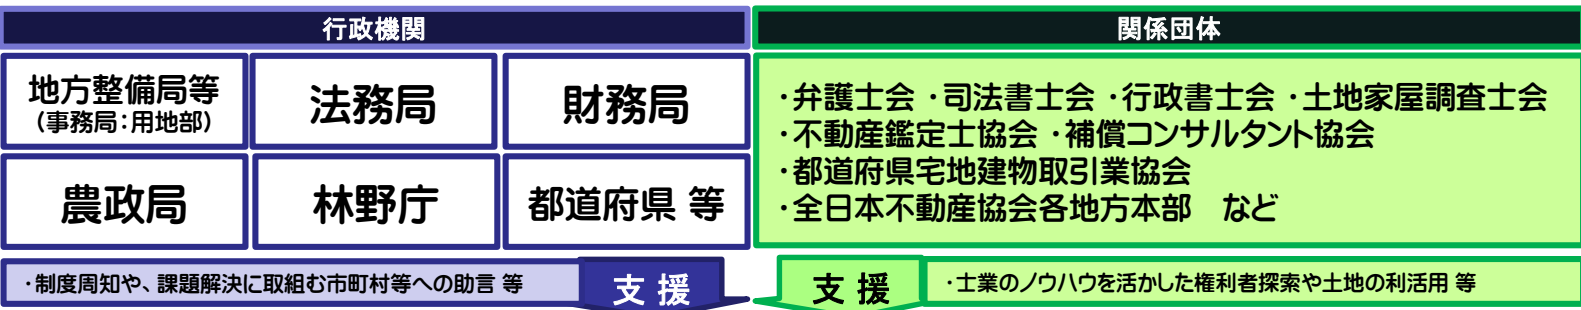 行政機関
関係団体
地方整備局等
（事務局：用地部）
法務局
財務局
農政局
林野庁
都道府県 等
・弁護士会 ・司法書士会 ・行政書士会 ・土地家屋調査士会
・不動産鑑定士協会 ・補償コンサルタント協会
・都道府県宅地建物取引業協会
・全日本不動産協会各地方本部　など
・制度周知や、課題解決に取組む市町村等への助言 等
支 援
支 援
・士業のノウハウを活かした権利者探索や土地の利活用 等